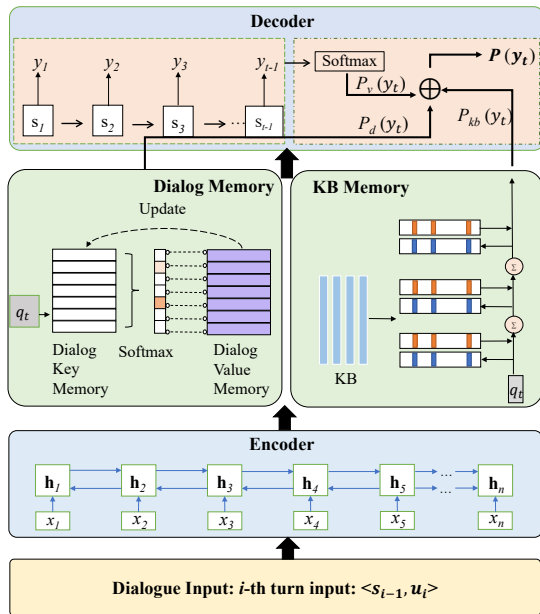 Decoder
y1 y2 y3 yt-1 Softmax P(yt)
Pv(yt)
s1 s2 s3 ... st-1 Pd(yt) Pkb(yt)
Dialog Memory
Update
qt
Dialog Key Memory
Softmax
Dialog Value Memory
KB Memory
Σ
Σ
KB
qt
Encoder
h1 h2 h3 h4 h5 ... ... hn
x1 x2 x3 x4 x5 xn
Dialogue Input: i-th turn input: <si−1, ui>